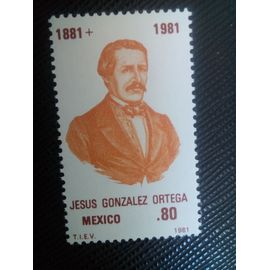 1881 + 1981
JESUS GONZALEZ ORTEGA
MEXICO .80
T.I.E.V. 1981